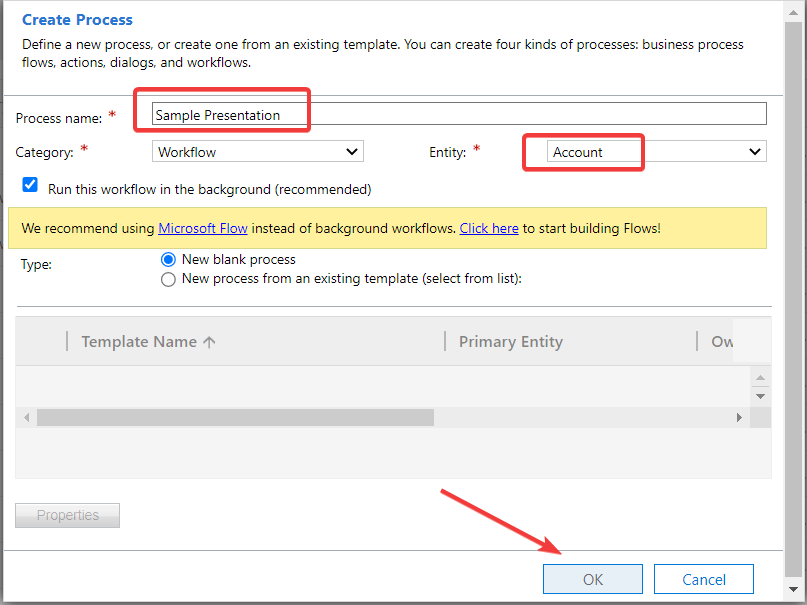 Create Process
Define a new process, or create one from an existing template. You can create four kinds of processes: business process
flows, actions, dialogs, and workflows.
Process name: * Sample Presentation
Category: * Workflow Entity: * Account
Run this workflow in the background (recommended)
We recommend using Microsoft Flow instead of background workflows. Click here to start building Flows!
Type: New blank process
New process from an existing template (select from list):
Template Name Primary Entity Ow
Properties
OK Cancel